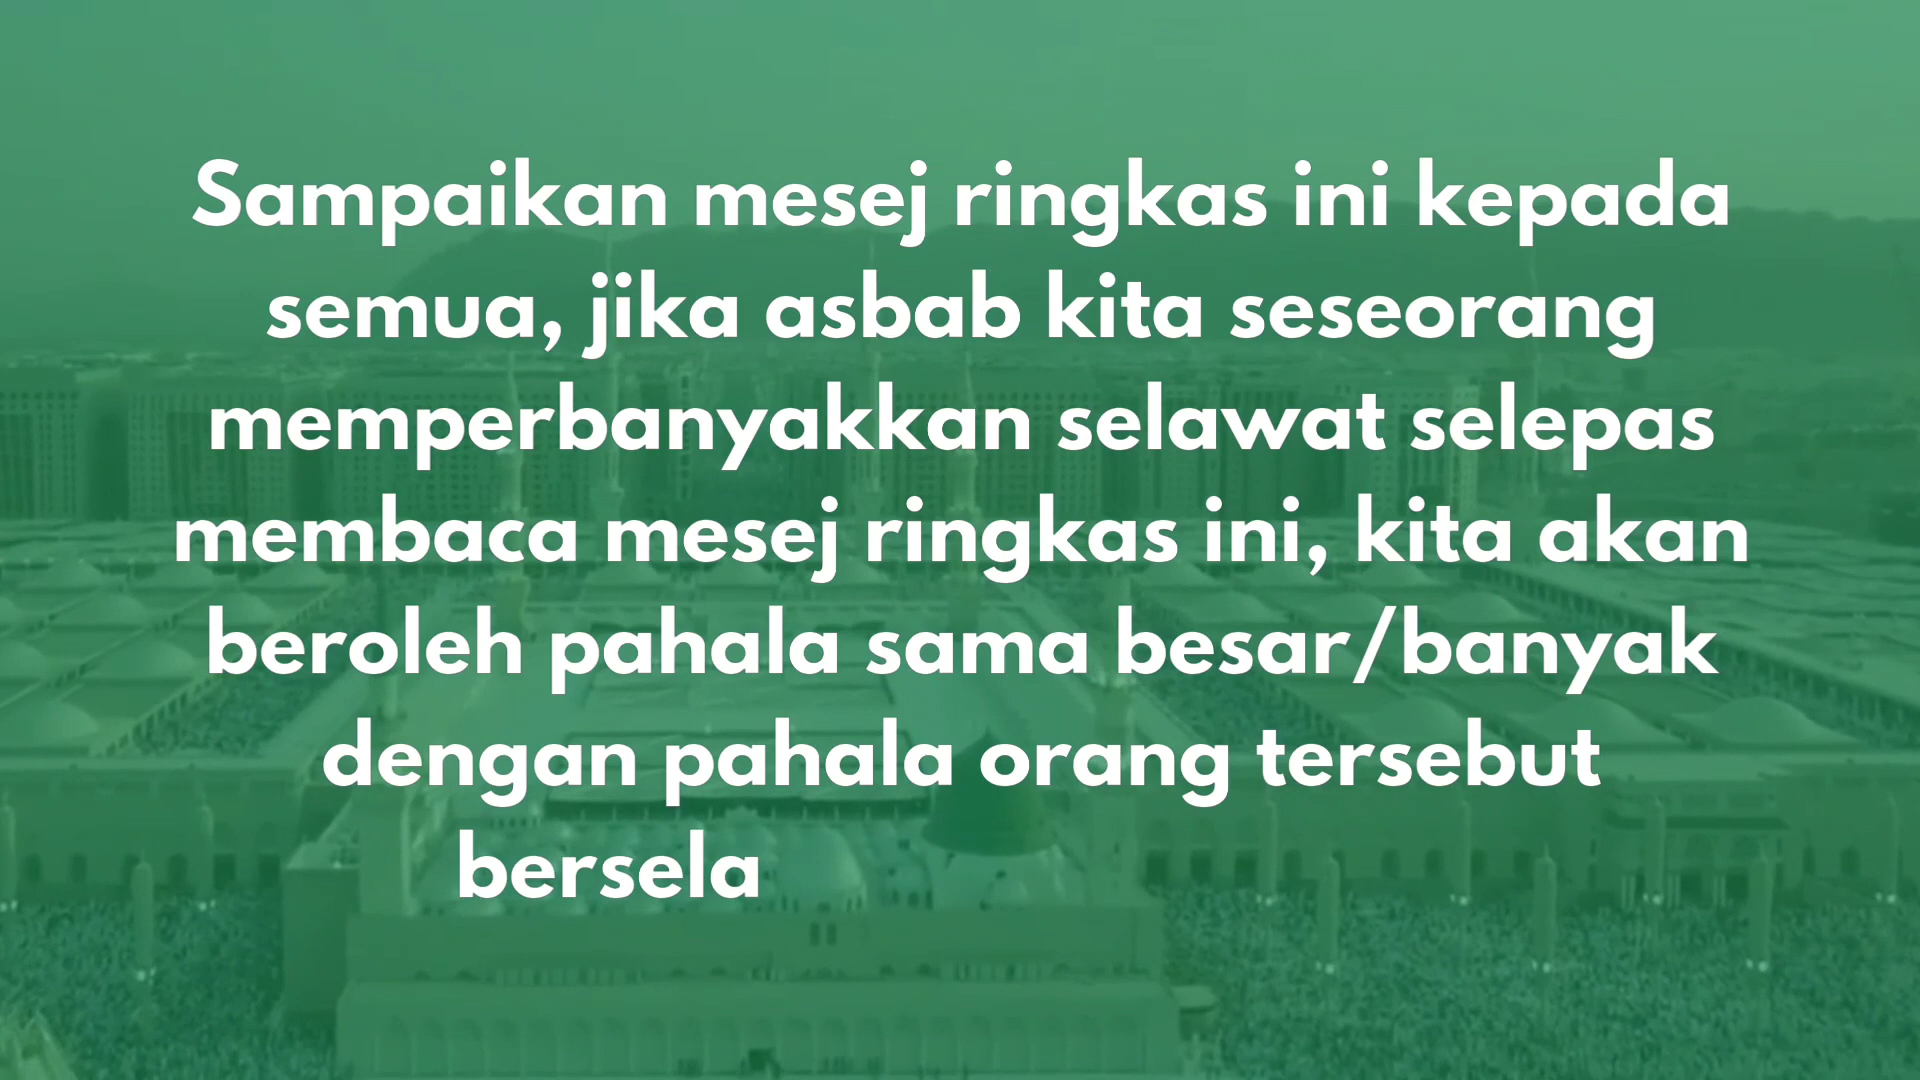 Sampaikan mesej ringkas ini kepada
semua, jika asbab kita seseorang
memperbanyakkan selawat selepas
membaca mesej ringkas ini, kita akan
beroleh pahala sama besar/banyak
dengan pahala orang tersebut
bersela